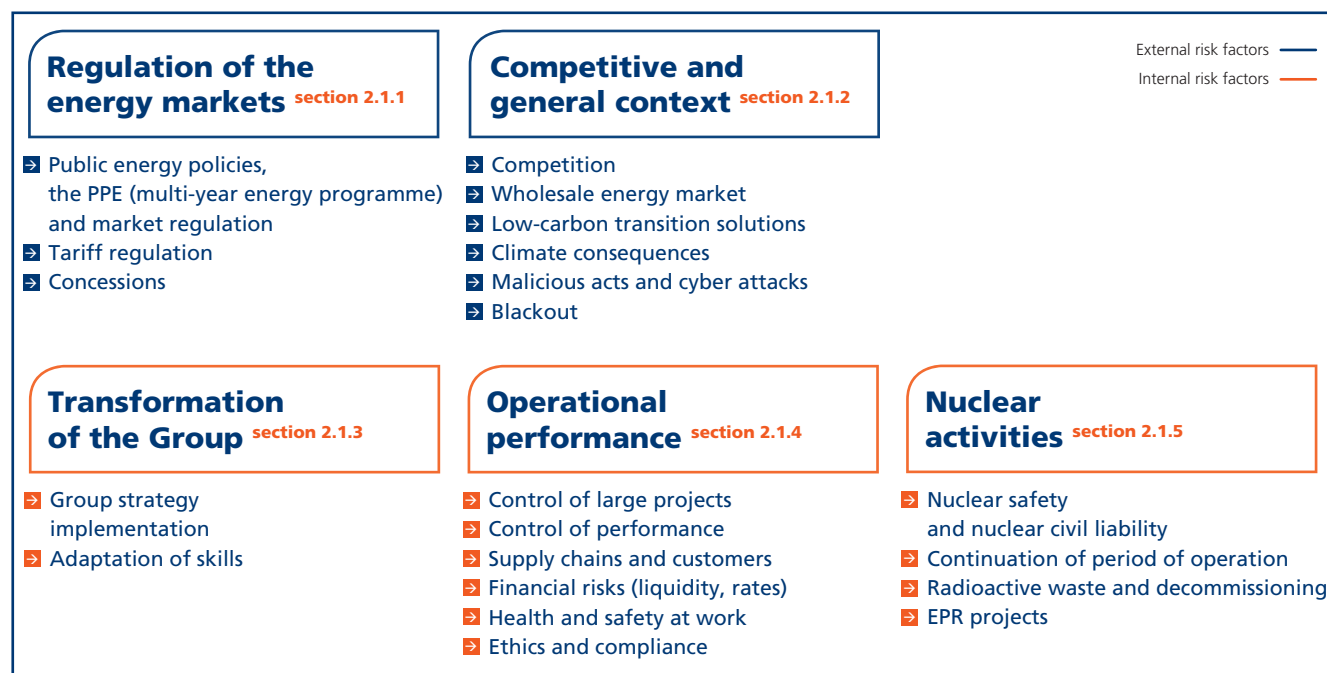 External risk factors
Internal risk factors
Regulation of the
energy markets section 2.1.1
Public energy policies,
the PPE (multi-year energy programme)
and market regulation
Tariff regulation
Concessions
Competitive and
general context section 2.1.2
Competition
Wholesale energy market
Low-carbon transition solutions
Climate consequences
Malicious acts and cyber attacks
Blackout
Transformation
of the Group section 2.1.3
Group strategy
implementation
Adaptation of skills
Operational
performance section 2.1.4
Control of large projects
Control of performance
Supply chains and customers
Financial risks (liquidity, rates)
Health and safety at work
Ethics and compliance
Nuclear
activities section 2.1.5
Nuclear safety
and nuclear civil liability
Continuation of period of operation
Radioactive waste and decommissioning
EPR projects